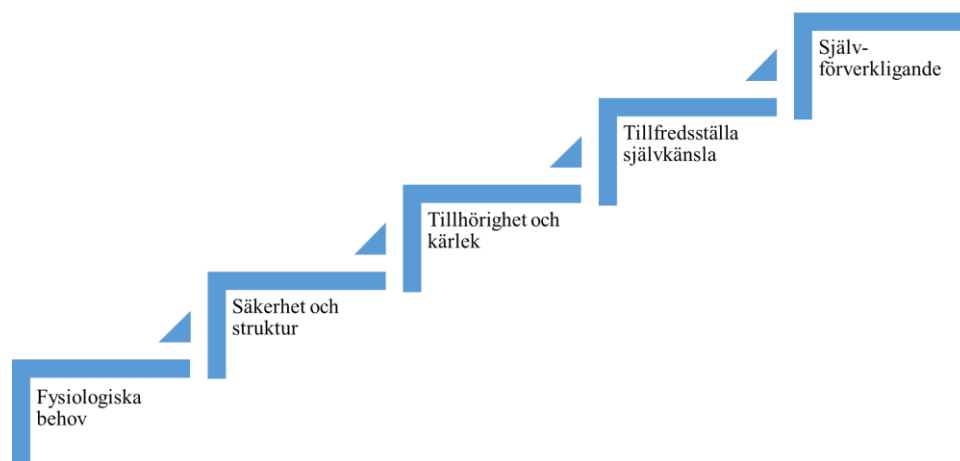 Själv-
förverkligande
Tillfredsställa
självkänsla
Tillhörighet och
kärlek
Säkerhet och
struktur
Fysiologiska
behov